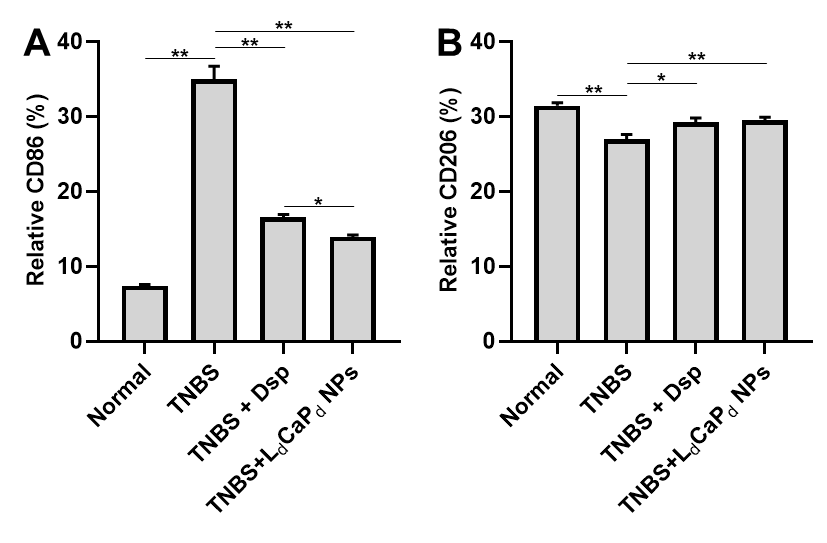 A
Relative CD86 (%)
40
30
20
10
0
**
**
**
*
Normal
TNBS
TNBS + Dsp
TNBS+LdCaPd NPs
B
Relative CD206 (%)
40
30
20
10
0
**
*
**
Normal
TNBS
TNBS + Dsp
TNBS+LdCaPd NPs